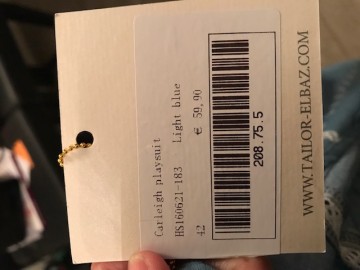 Carleigh playsuit
HS160621-183 Light blue
42 € 59,90
208.75.5
WWW.TAILOR-ELBAZ.COM